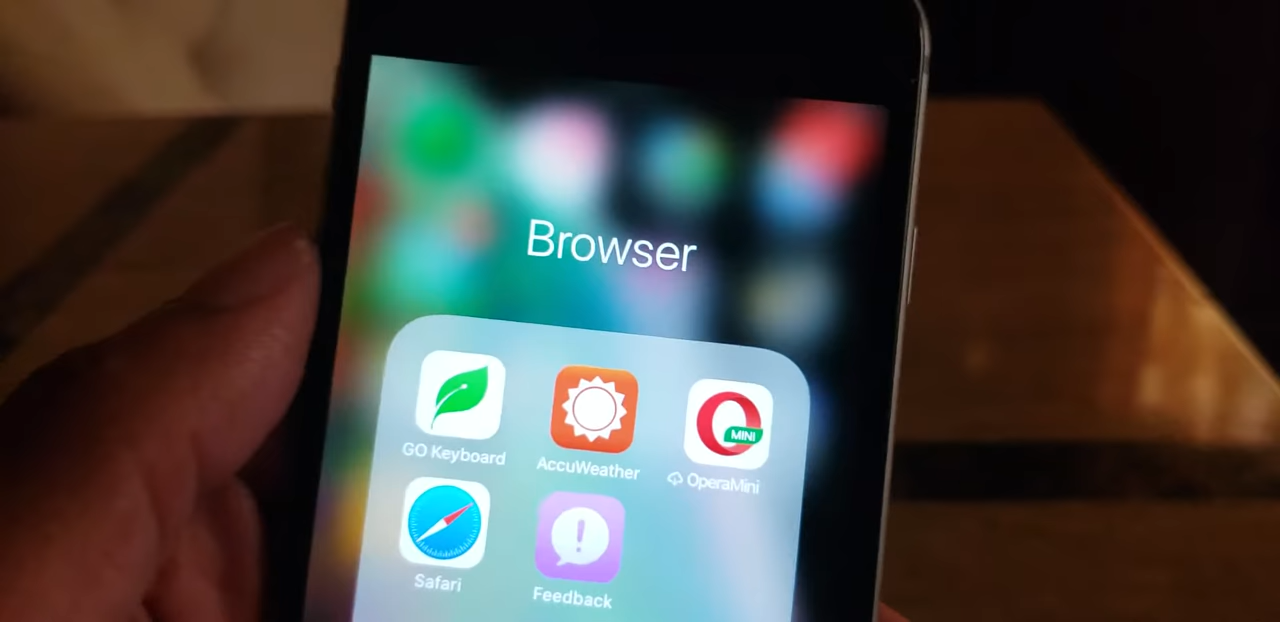 Browser
GO Keyboard
AccuWeather
MINI
OperaMini
Safari
Feedback